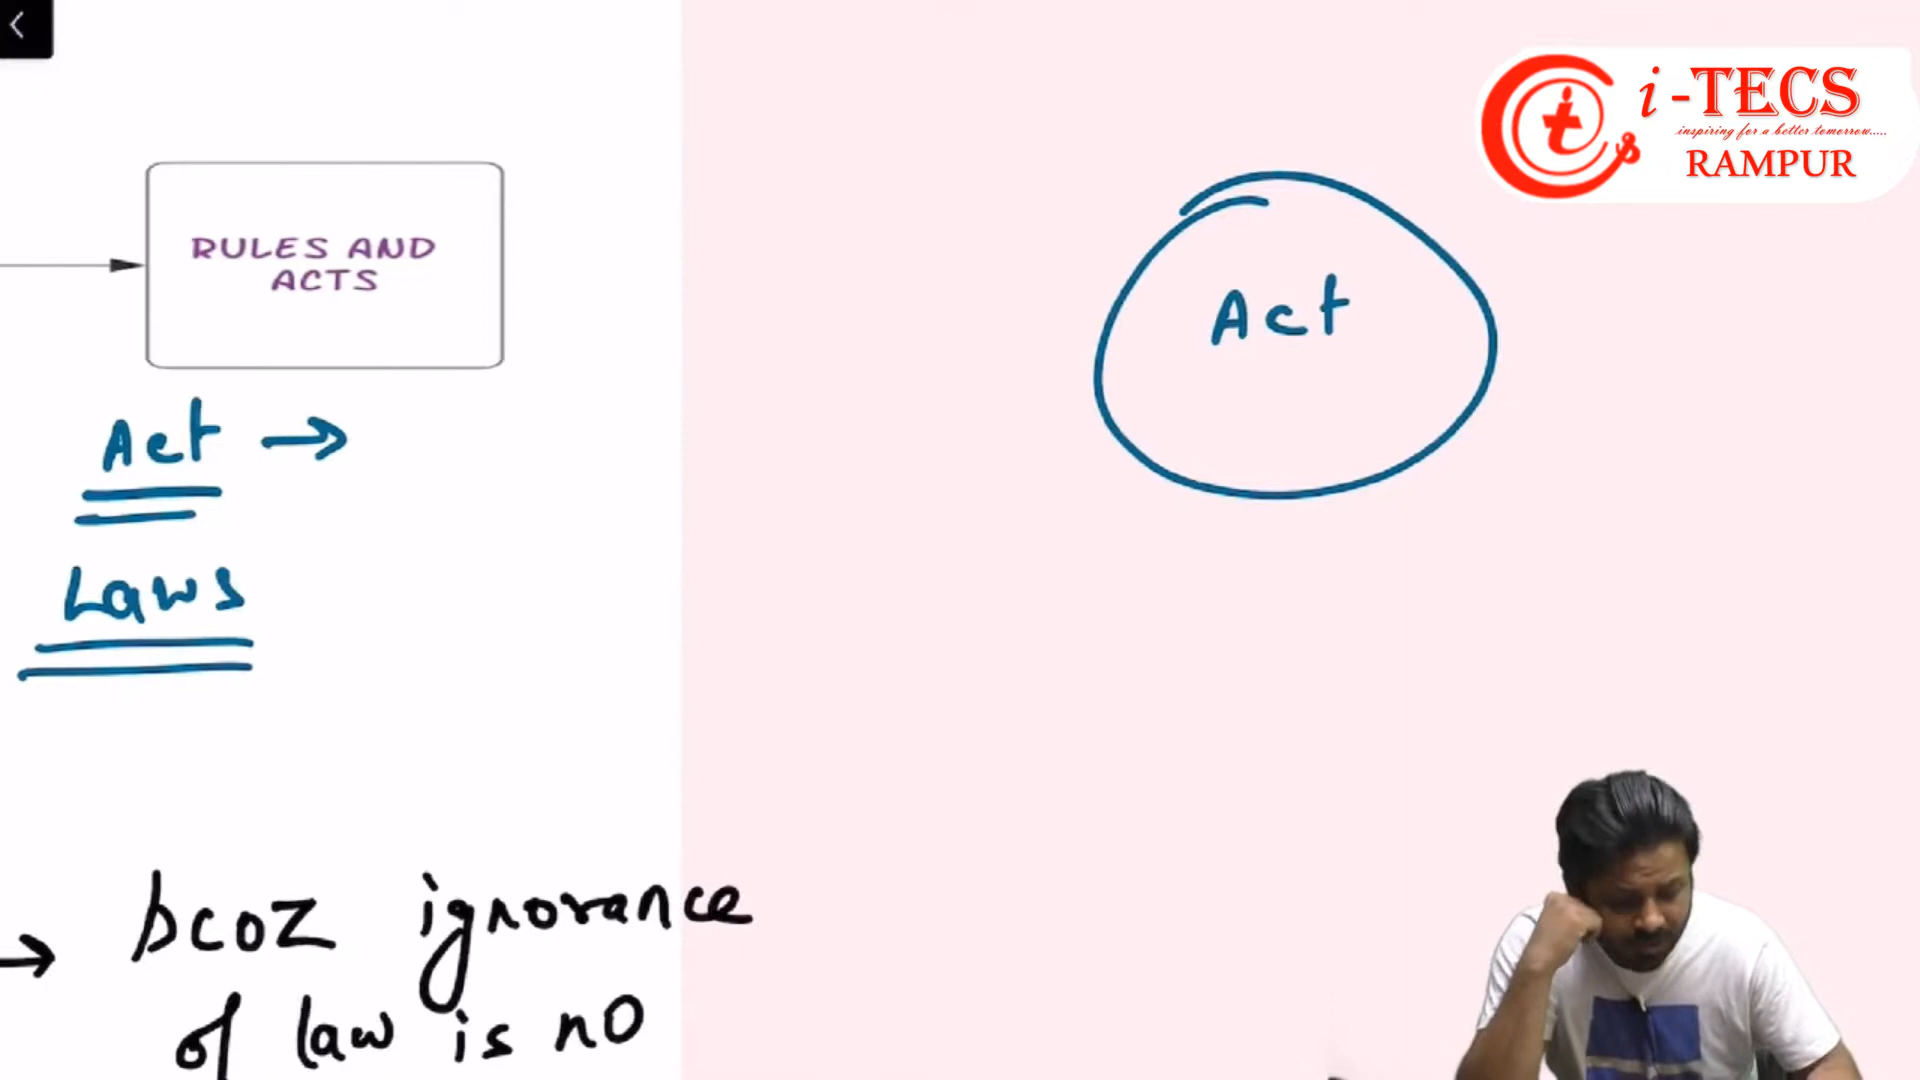 i-TECS
inspiring for a better tomorrow.....
RAMPUR
RULES AND
ACTS
Act
Act →
Laws
→ bcoz ignorance
of law is no